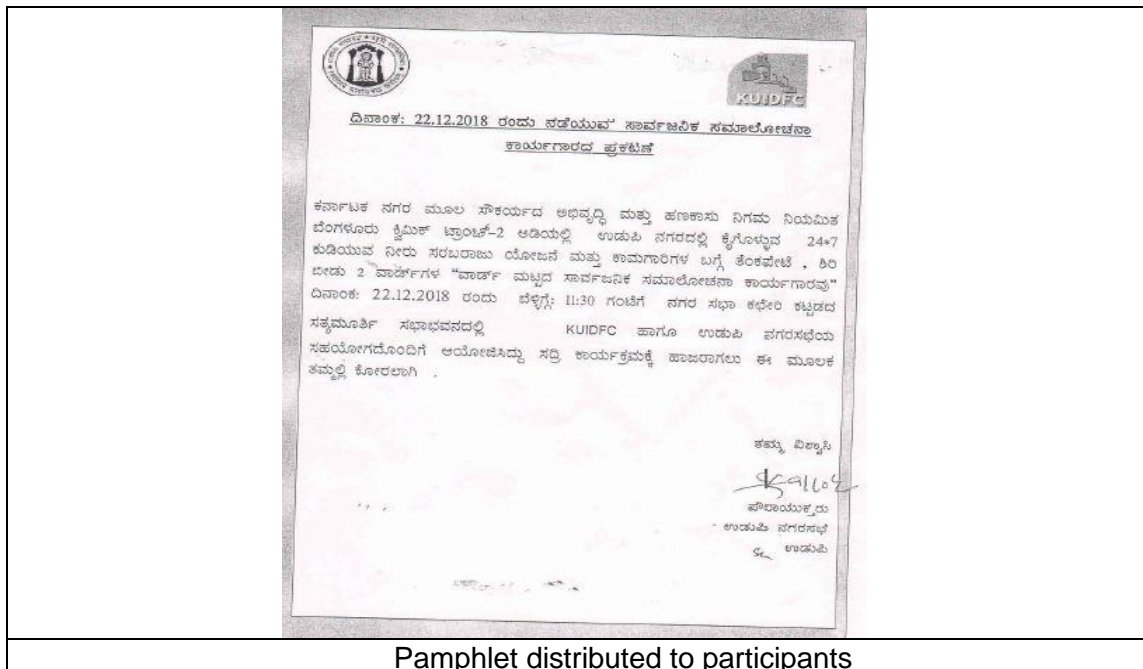 KUIDFC
ದಿನಾಂಕ: 22.12.2018 ರಂದು ನಡೆಯುವ ಸಾರ್ವಜನಿಕ ಸಮಾಲೋಚನಾ
ಕಾರ್ಯಾಗಾರದ ಪ್ರಕಟಣೆ
ಕರ್ನಾಟಕ ನಗರ ಮೂಲ ಸೌಕರ್ಯದ ಅಭಿವೃದ್ಧಿ ಮತ್ತು ಹಣಕಾಸು ನಿಗಮ ನಿಯಮಿತ
ಬೆಂಗಳೂರು ಕ್ವಿಮಿಕ್ ಟ್ರಾಂಚ್-2 ಅಡಿಯಲ್ಲಿ ಉಡುಪಿ ನಗರದಲ್ಲಿ ಕೈಗೊಳ್ಳುವ 24*7
ಕುಡಿಯುವ ನೀರು ಸರಬರಾಜು ಯೋಜನೆ ಮತ್ತು ಕಾಮಗಾರಿಗಳ ಬಗ್ಗೆ ತೆಂಕಪೇಟೆ , ಶಿರಿ
ಬೀಡು 2 ವಾರ್ಡ್‌ಗಳ "ವಾರ್ಡ್ ಮಟ್ಟದ ಸಾರ್ವಜನಿಕ ಸಮಾಲೋಚನಾ ಕಾರ್ಯಗಾರವು"
ದಿನಾಂಕ: 22.12.2018 ರಂದು ಬೆಳ್ಳಿಗ್ಗೆ: 11:30 ಗಂಟೆಗೆ ನಗರ ಸಭಾ ಕಛೇರಿ ಕಟ್ಟಡದ
ಸತ್ಯಮೂರ್ತಿ ಸಭಾಭವನದಲ್ಲಿ KUIDFC ಹಾಗೂ ಉಡುಪಿ ನಗರಸಭೆಯ
ಸಹಯೋಗದೊಂದಿಗೆ ಆಯೋಜಿಸಿದ್ದು ಸದ್ರಿ ಕಾರ್ಯಕ್ರಮಕ್ಕೆ ಹಾಜರಾಗಲು ಈ ಮೂಲಕ
ತಮ್ಮಲ್ಲಿ ಕೋರಲಾಗಿ .
ತಮ್ಮ ವಿಶ್ವಾಸಿ
ಪೌರಾಯುಕ್ತರು
ಉಡುಪಿ ನಗರಸಭೆ
ಉಡುಪಿ
Pamphlet distributed to participants